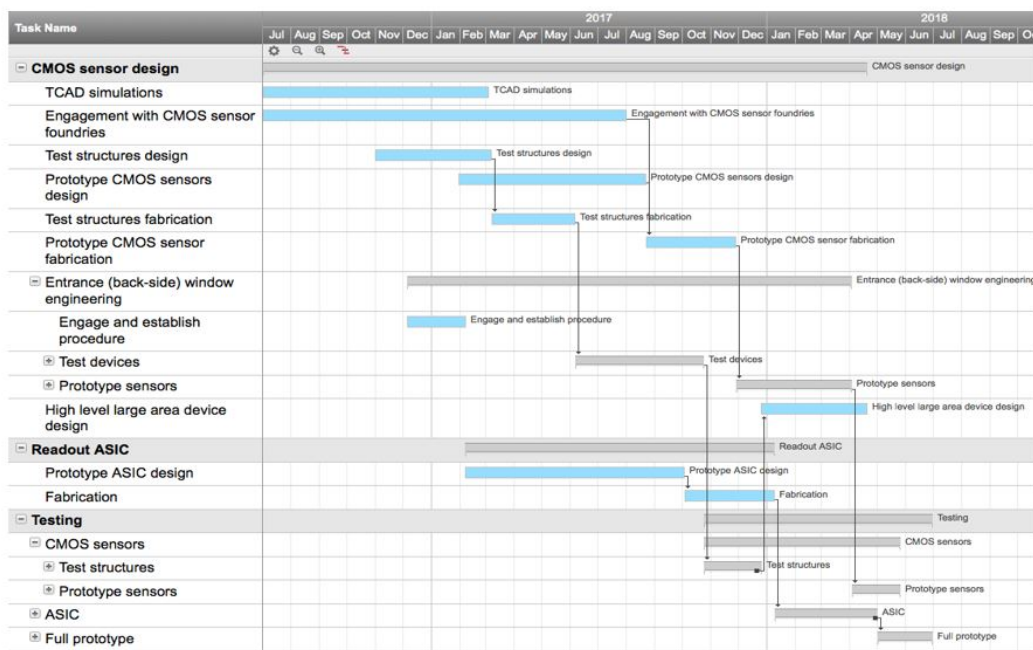 Task Name
2017
2018
Jul Aug Sep Oct Nov Dec Jan Feb Mar Apr May Jun Jul Aug Sep Oct Nov Dec Jan Feb Mar Apr May Jun Jul Aug Sep
CMOS sensor design
CMOS sensor design
TCAD simulations
TCAD simulations
Engagement with CMOS sensor
foundries
Engagement with CMOS sensor foundries
Test structures design
Test structures design
Prototype CMOS sensors
design
Prototype CMOS sensors design
Test structures fabrication
Test structures fabrication
Prototype CMOS sensor
fabrication
Prototype CMOS sensor fabrication
Entrance (back-side) window
engineering
Entrance (back-side) window engineering
Engage and establish
procedure
Engage and establish procedure
Test devices
Test devices
Prototype sensors
Prototype sensors
High level large area device
design
High level large area device design
Readout ASIC
Readout ASIC
Prototype ASIC design
Prototype ASIC design
Fabrication
Fabrication
Testing
Testing
CMOS sensors
CMOS sensors
Test structures
Test structures
Prototype sensors
Prototype sensors
ASIC
ASIC
Full prototype
Full prototype